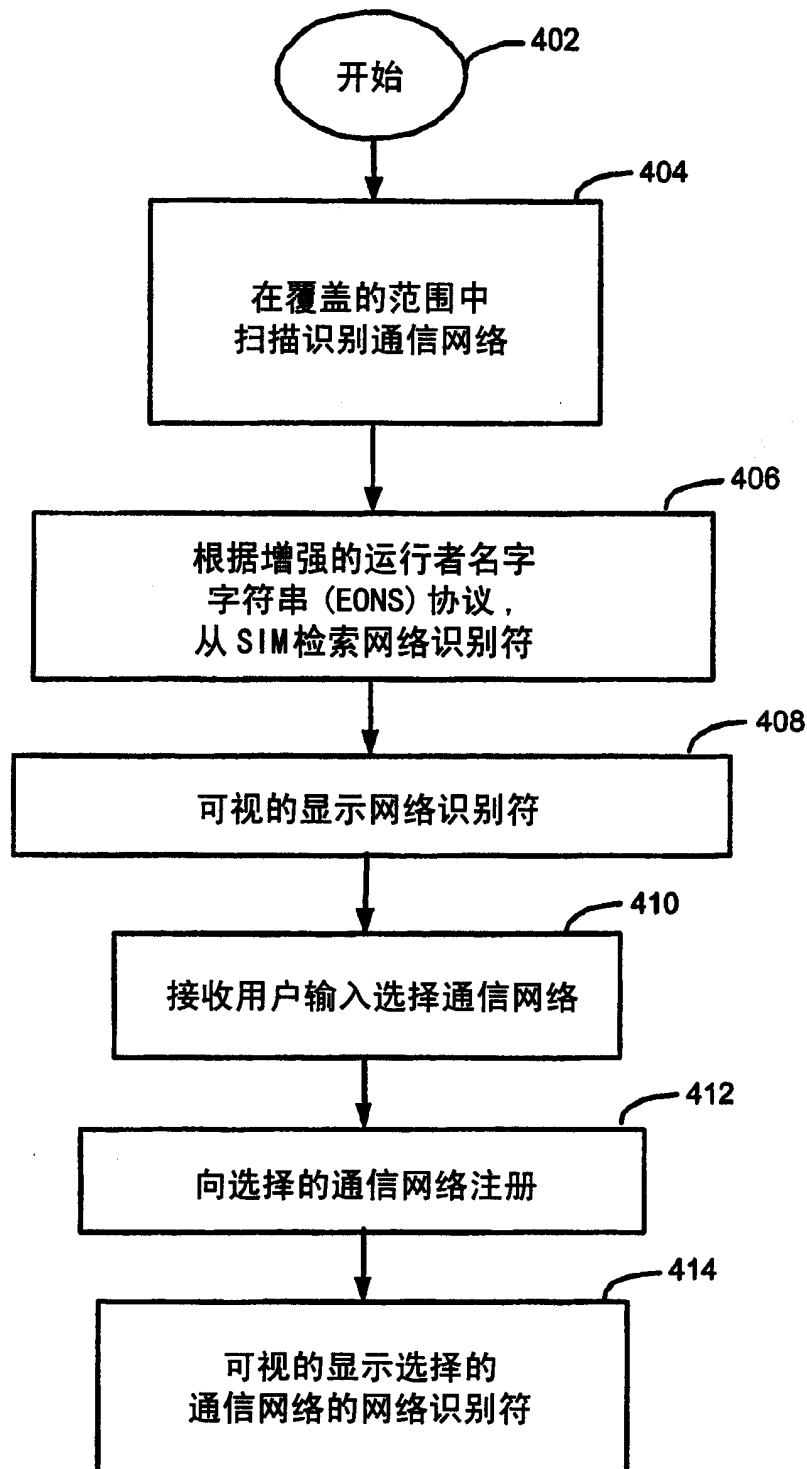 402
开始
404
在覆盖的范围中
扫描识别通信网络
406
根据增强的运行者名字
字符串(EONS)协议,
从SIM检索网络识别符
408
可视的显示网络识别符
410
接收用户输入选择通信网络
412
向选择的通信网络注册
414
可视的显示选择的
通信网络的网络识别符